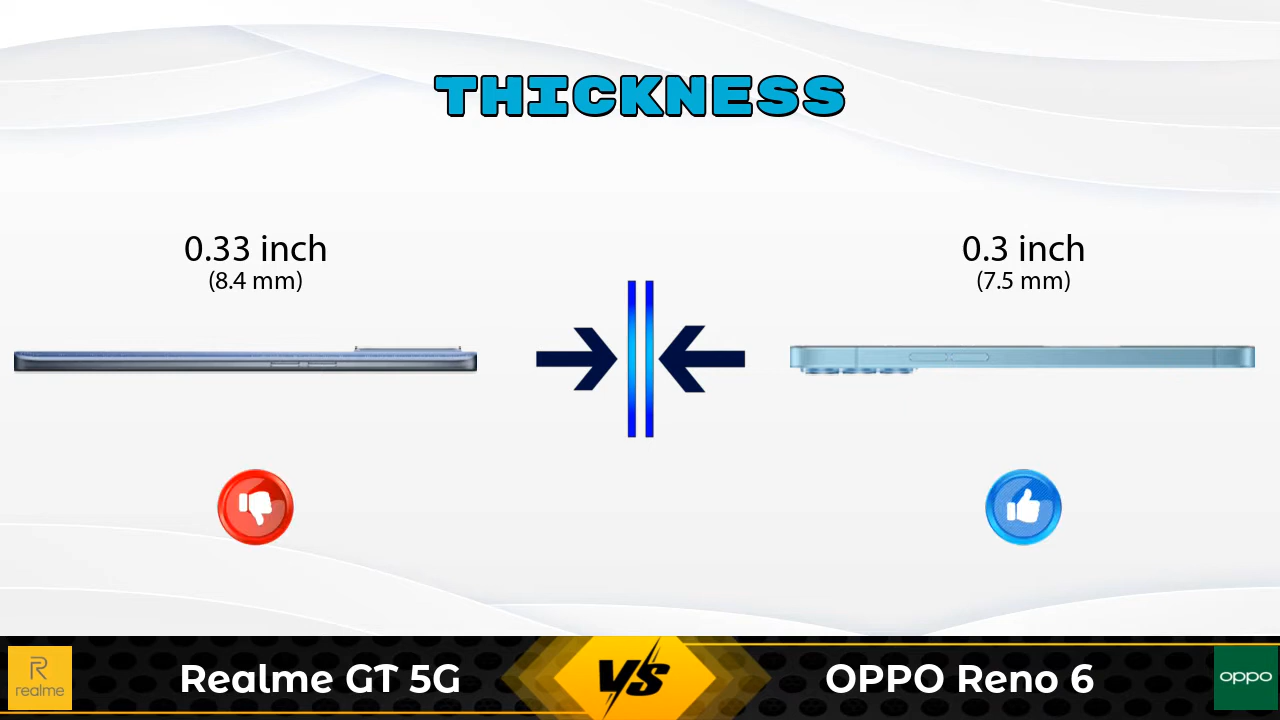 THICKNESS
0.33 inch
(8.4 mm)
0.3 inch
(7.5 mm)
R
realme
Realme GT 5G
VS
OPPO Reno 6
oppo